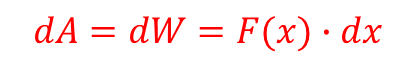 dA = dW = F(x) · dx